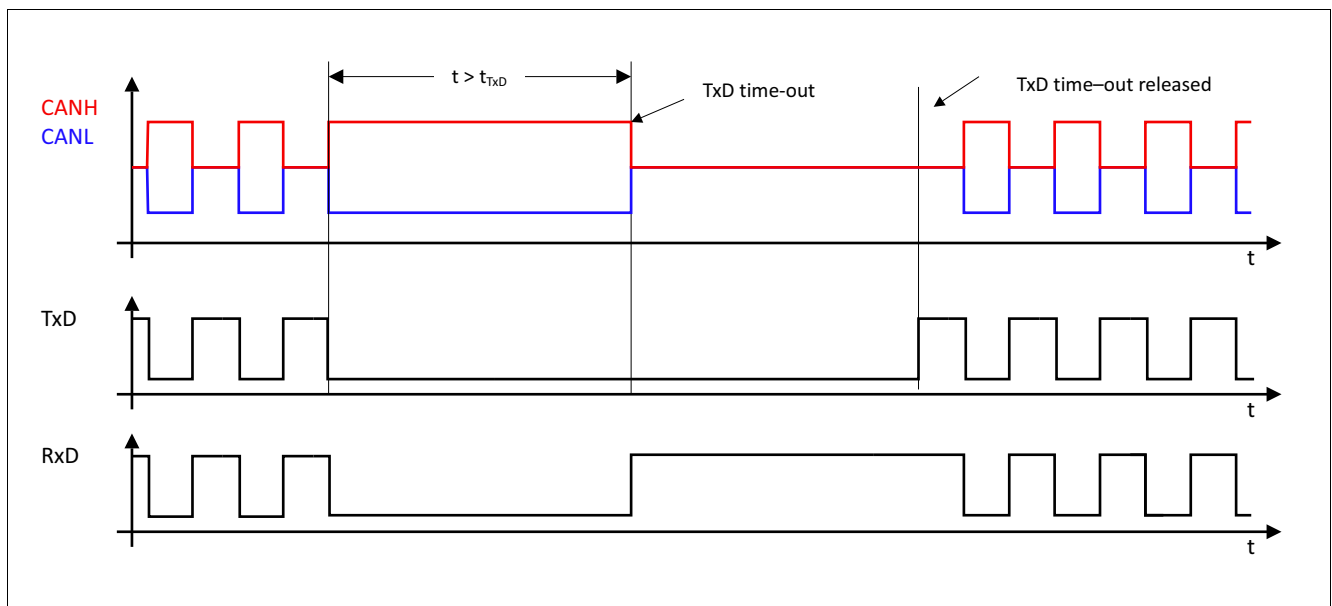 t > tTxD
TxD time-out
TxD time–out released
CANH
CANL
t
TxD
t
RxD
t